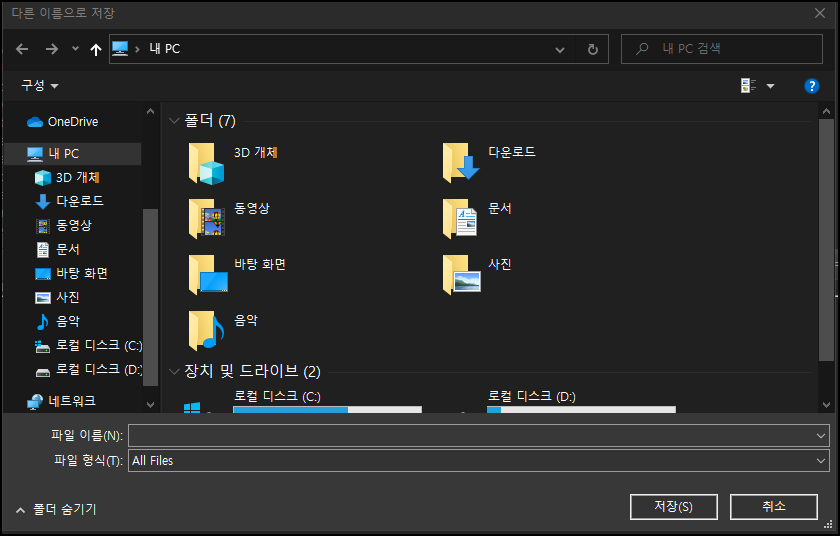 다른 이름으로 저장
내 PC
내 PC 검색
구성
OneDrive
내 PC
3D 개체
다운로드
동영상
문서
바탕 화면
사진
음악
로컬 디스크 (C:)
로컬 디스크 (D:)
네트워크
폴더 (7)
3D 개체
다운로드
동영상
문서
바탕 화면
사진
음악
장치 및 드라이브 (2)
로컬 디스크 (C:)
로컬 디스크 (D:)
파일 이름(N):
파일 형식(T): All Files
폴더 숨기기
저장(S)
취소